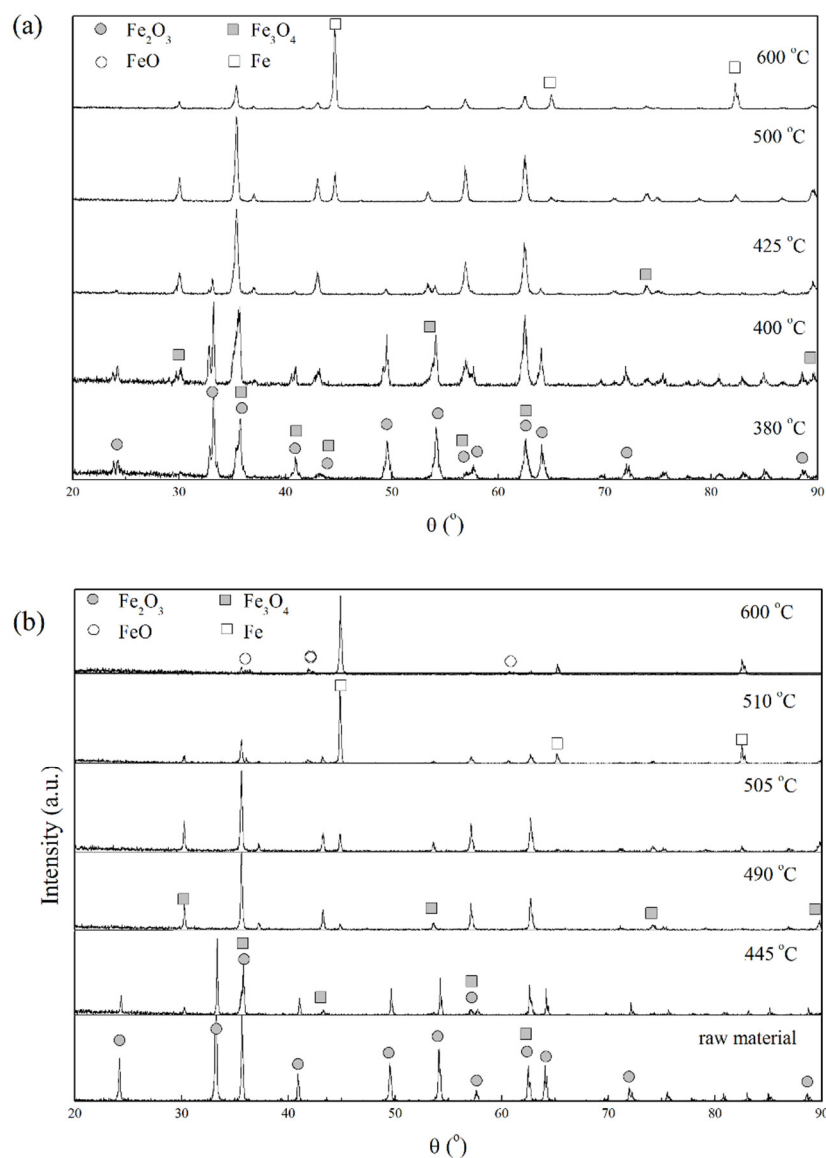 (a)
Fe₂O₃ Fe₃O₄
FeO Fe
600 °C
500 °C
425 °C
400 °C
380 °C
20 30 40 50 60 70 80 90
θ (°)
(b)
Fe₂O₃ Fe₃O₄
FeO Fe
600 °C
510 °C
505 °C
490 °C
445 °C
raw material
Intensity (a.u.)
20 30 40 50 60 70 80 90
θ (°)